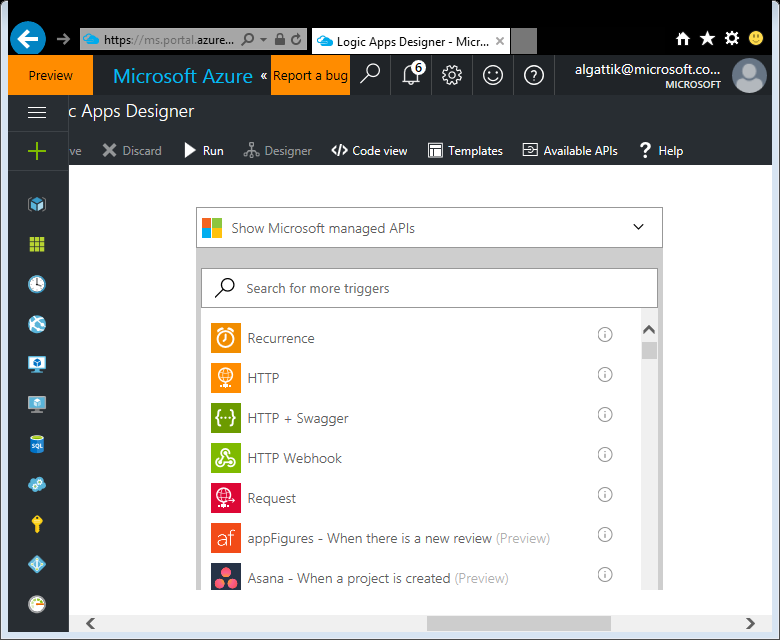 https://ms.portal.azure...
Logic Apps Designer - Micr...
Preview
Microsoft Azure «
Report a bug
6
algattik@microsoft.co...
MICROSOFT
c Apps Designer
ve Discard Run Designer Code view Templates Available APIs Help
Show Microsoft managed APIs
Search for more triggers
Recurrence
HTTP
HTTP + Swagger
HTTP Webhook
Request
af appFigures - When there is a new review (Preview)
SQL
Asana - When a project is created (Preview)